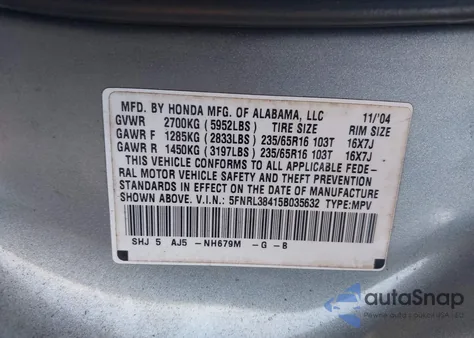 MFD. BY HONDA MFG. OF ALABAMA, LLC 11/'04
GVWR 2700KG (5952LBS) TIRE SIZE RIM SIZE
GAWR F 1285KG (2833LBS) 235/65R16 103T 16X7J
GAWR R 1450KG (3197LBS) 235/65R16 103T 16X7J
THIS VEHICLE CONFORMS TO ALL APPLICABLE FEDE-
RAL MOTOR VEHICLE SAFETY AND THEFT PREVENTION
STANDARDS IN EFFECT ON THE DATE OF MANUFACTURE
SHOWN ABOVE. V.I.N.: 5FNRL38415B035632 TYPE:MPV
SHJ 5 AJ5 -NH679M -G -B
autoSnap